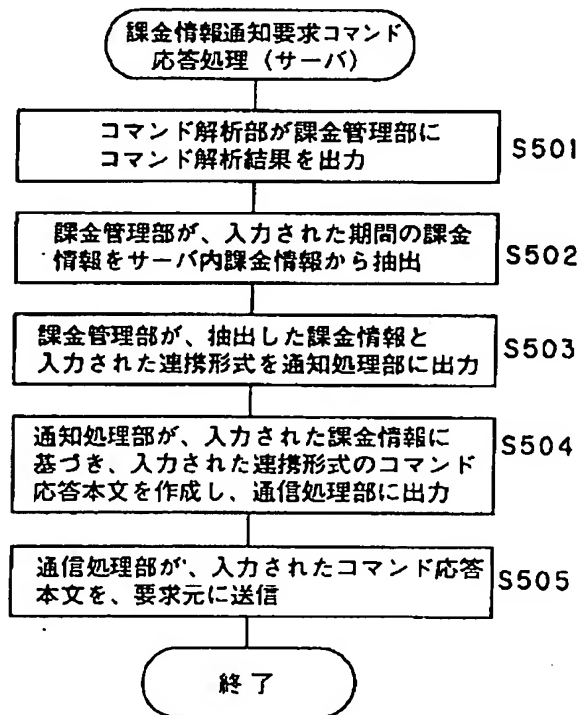 課金情報通知要求コマンド
応答処理（サーバ）
コマンド解析部が課金管理部に
コマンド解析結果を出力
S501
課金管理部が、入力された期間の課金
情報をサーバ内課金情報から抽出
S502
課金管理部が、抽出した課金情報と
入力された連携形式を通知処理部に出力
S503
通知処理部が、入力された課金情報に
基づき、入力された連携形式のコマンド
応答本文を作成し、通信処理部に出力
S504
通信処理部が、入力されたコマンド応答
本文を、要求元に送信
S505
終了